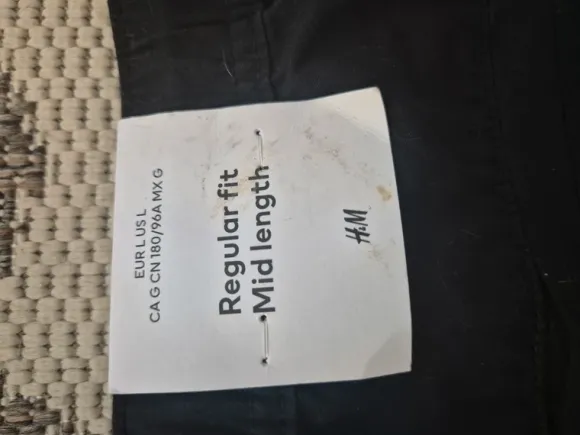 EUR L US L
CA G CN 180/96A MX G
Regular fit
Mid length
H&M